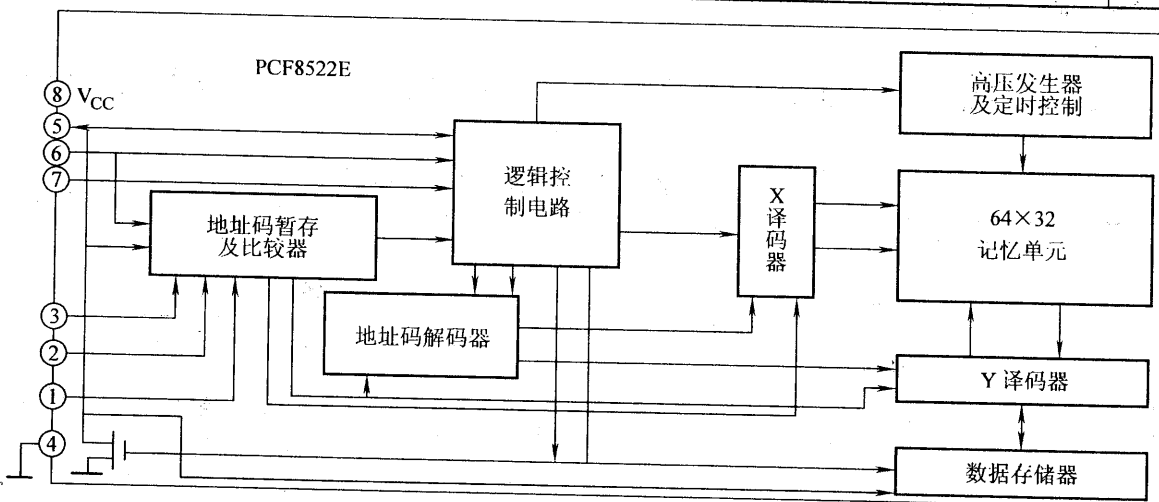 PCF8522E
⑧ V_CC
⑤
⑥
⑦
③
②
①
④
地址码暂存
及比较器
逻辑控
制电路
地址码解码器
X
译
码
器
高压发生器
及定时控制
64×32
记忆单元
Y 译码器
数据存储器